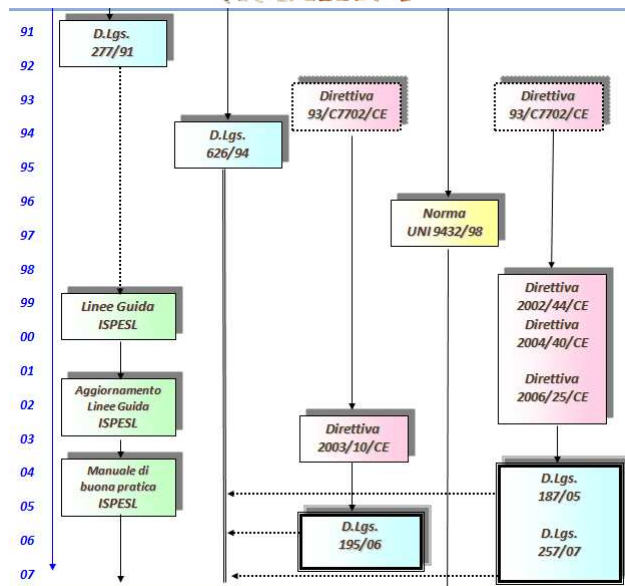 91
92
93
94
95
96
97
98
99
00
01
02
03
04
05
06
07
D.Lgs.
277/91
Linee Guida
ISPESL
Aggiornamento
Linee Guida
ISPESL
Manuale di
buona pratica
ISPESL
D.Lgs.
626/94
Direttiva
93/C7702/CE
Direttiva
2003/10/CE
D.Lgs.
195/06
Norma
UNI 9432/98
Direttiva
93/C7702/CE
Direttiva
2002/44/CE
Direttiva
2004/40/CE
Direttiva
2006/25/CE
D.Lgs.
187/05
D.Lgs.
257/07